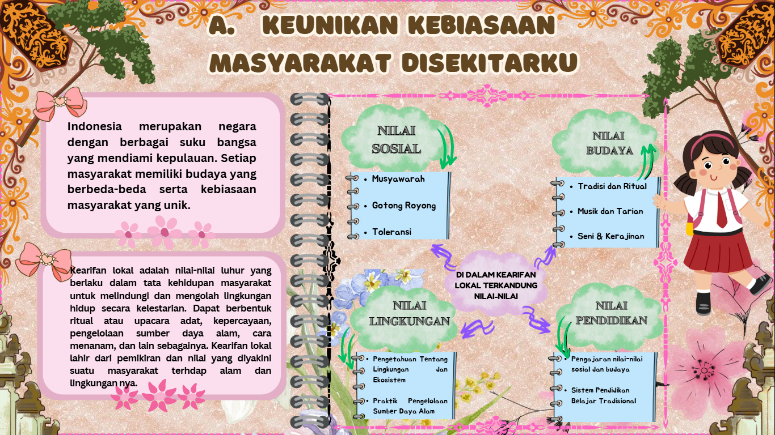 A. KEUNIKAN KEBIASAAN
MASYARAKAT DISEKITARKU
Indonesia merupakan negara
dengan berbagai suku bangsa
yang mendiami kepulauan. Setiap
masyarakat memiliki budaya yang
berbeda-beda serta kebiasaan
masyarakat yang unik.
Kearifan lokal adalah nilai-nilai luhur yang
berlaku dalam tata kehidupan masyarakat
untuk melindungi dan mengolah lingkungan
hidup secara kelestarian. Dapat berbentuk
ritual atau upacara adat, kepercayaan,
pengelolaan sumber daya alam, cara
menanam, dan lain sebagainya. Kearifan lokal
lahir dari pemikiran dan nilai yang diyakini
suatu masyarakat terhdap alam dan
lingkungan nya.
NILAI
SOSIAL
• Musyawarah
• Gotong Royong
• Toleransi
NILAI
BUDAYA
• Tradisi dan Ritual
• Musik dan Tarian
• Seni & Kerajinan
DI DALAM KEARIFAN
LOKAL TERKANDUNG
NILAI-NILAI
NILAI
LINGKUNGAN
• Pengetahuan Tentang
Lingkungan dan
Ekosistem
• Praktik Pengelolaan
Sumber Daya Alam
NILAI
PENDIDIKAN
• Pengajaran nilai-nilai
sosial dan budaya
• Sistem Pendidikan
Belajar Tradisional